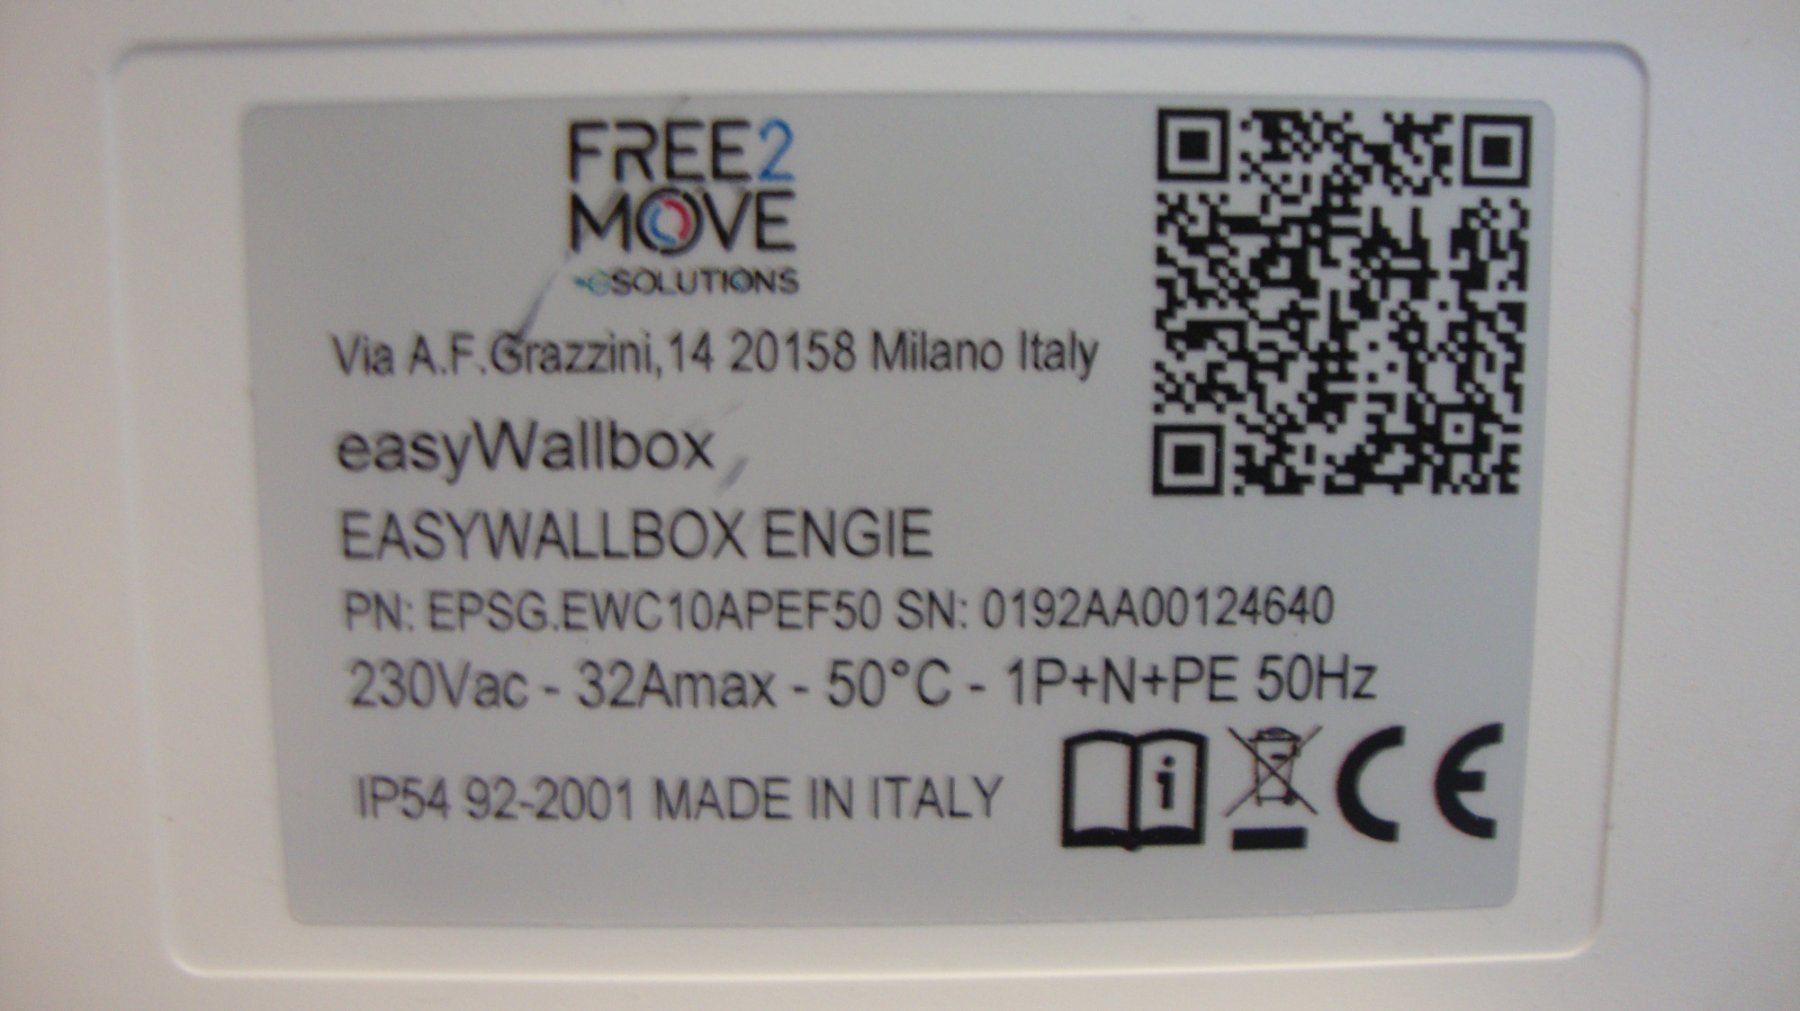 FREE2
MOVE
eSOLUTIONS
Via A.F.Grazzini,14 20158 Milano Italy
easyWallbox
EASYWALLBOX ENGIE
PN: EPSG.EWC10APEF50 SN: 0192AA00124640
230Vac - 32Amax - 50°C - 1P+N+PE 50Hz
IP54 92-2001 MADE IN ITALY
i
CE